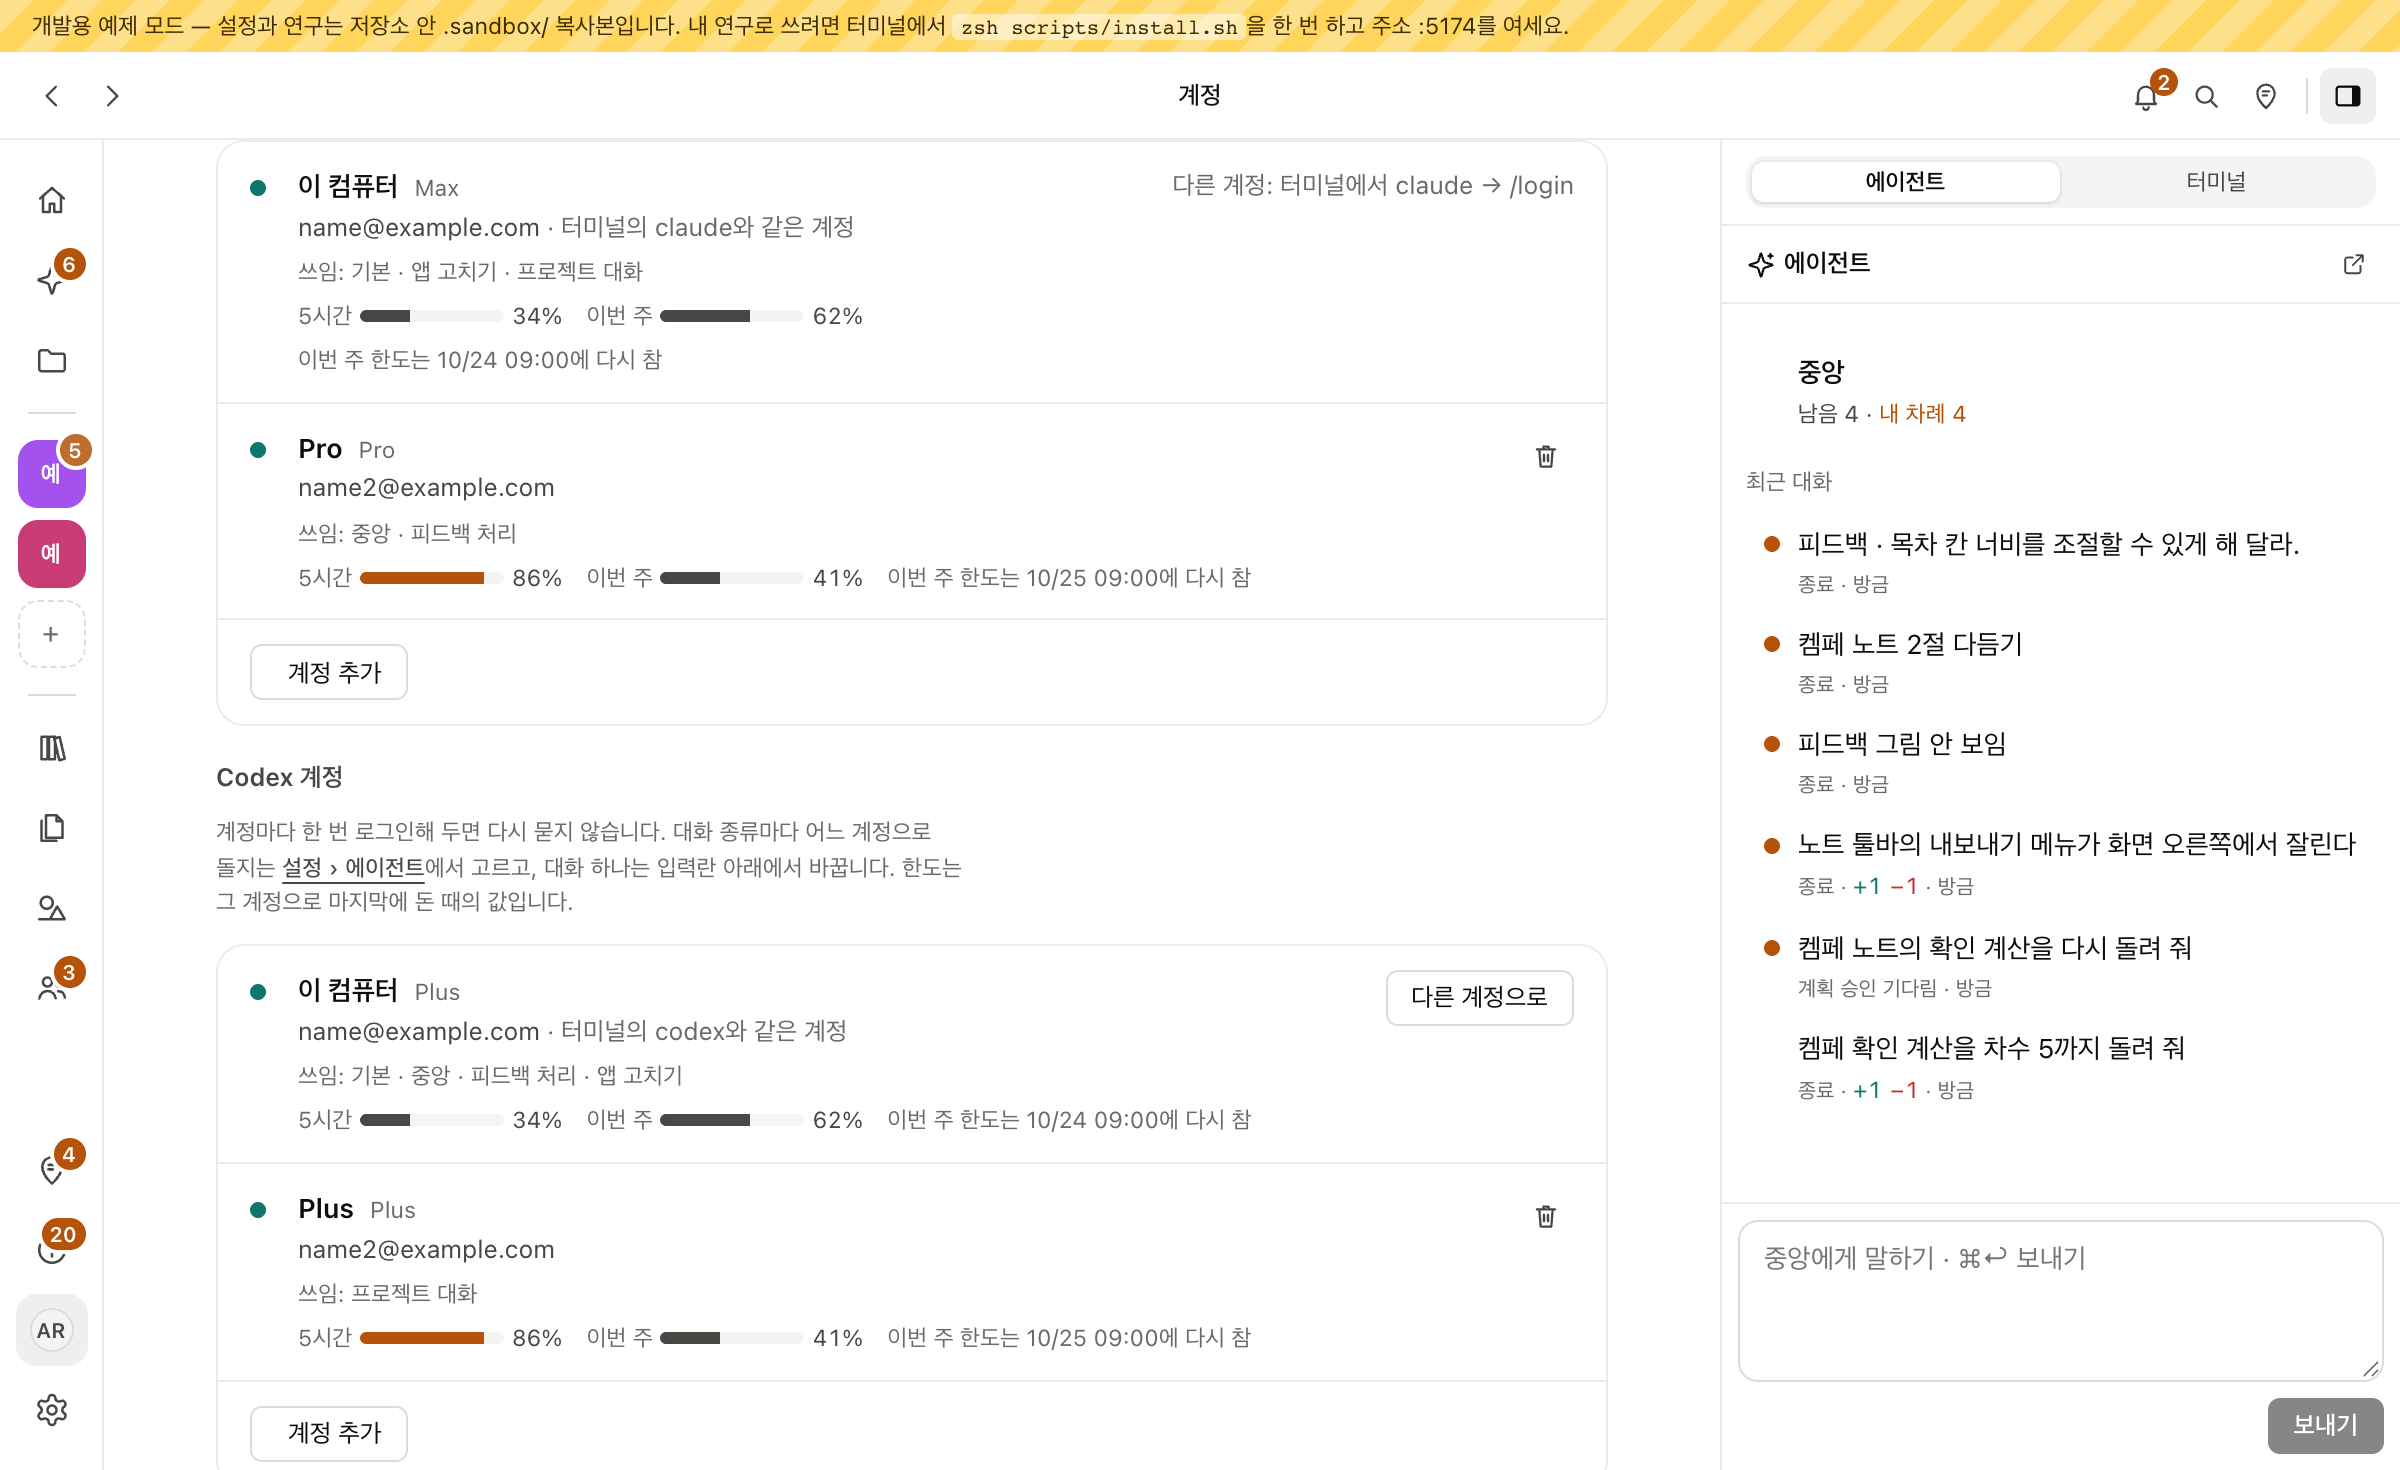 개발용 예제 모드 — 설정과 연구는 저장소 안 .sandbox/ 복사본입니다. 내 연구로 쓰려면 터미널에서 zsh scripts/install.sh을 한 번 하고 주소 :5174를 여세요.
계정
2
6
5
예
예
+
3
4
20
AR
이 컴퓨터 Max
다른 계정: 터미널에서 claude → /login
name@example.com · 터미널의 claude와 같은 계정
쓰임: 기본 · 앱 고치기 · 프로젝트 대화
5시간 34% 이번 주 62%
이번 주 한도는 10/24 09:00에 다시 참
Pro Pro
name2@example.com
쓰임: 중앙 · 피드백 처리
5시간 86% 이번 주 41% 이번 주 한도는 10/25 09:00에 다시 참
계정 추가
Codex 계정
계정마다 한 번 로그인해 두면 다시 묻지 않습니다. 대화 종류마다 어느 계정으로
돌지는 설정 › 에이전트에서 고르고, 대화 하나는 입력란 아래에서 바꿉니다. 한도는
그 계정으로 마지막에 돈 때의 값입니다.
이 컴퓨터 Plus
다른 계정으로
name@example.com · 터미널의 codex와 같은 계정
쓰임: 기본 · 중앙 · 피드백 처리 · 앱 고치기
5시간 34% 이번 주 62% 이번 주 한도는 10/24 09:00에 다시 참
Plus Plus
name2@example.com
쓰임: 프로젝트 대화
5시간 86% 이번 주 41% 이번 주 한도는 10/25 09:00에 다시 참
계정 추가
에이전트 터미널
에이전트
중앙
남음 4 · 내 차례 4
최근 대화
피드백 · 목차 칸 너비를 조절할 수 있게 해 달라.
종료 · 방금
켐페 노트 2절 다듬기
종료 · 방금
피드백 그림 안 보임
종료 · 방금
노트 툴바의 내보내기 메뉴가 화면 오른쪽에서 잘린다
종료 · +1 −1 · 방금
켐페 노트의 확인 계산을 다시 돌려 줘
계획 승인 기다림 · 방금
켐페 확인 계산을 차수 5까지 돌려 줘
종료 · +1 −1 · 방금
중앙에게 말하기 · ⌘↩ 보내기
보내기